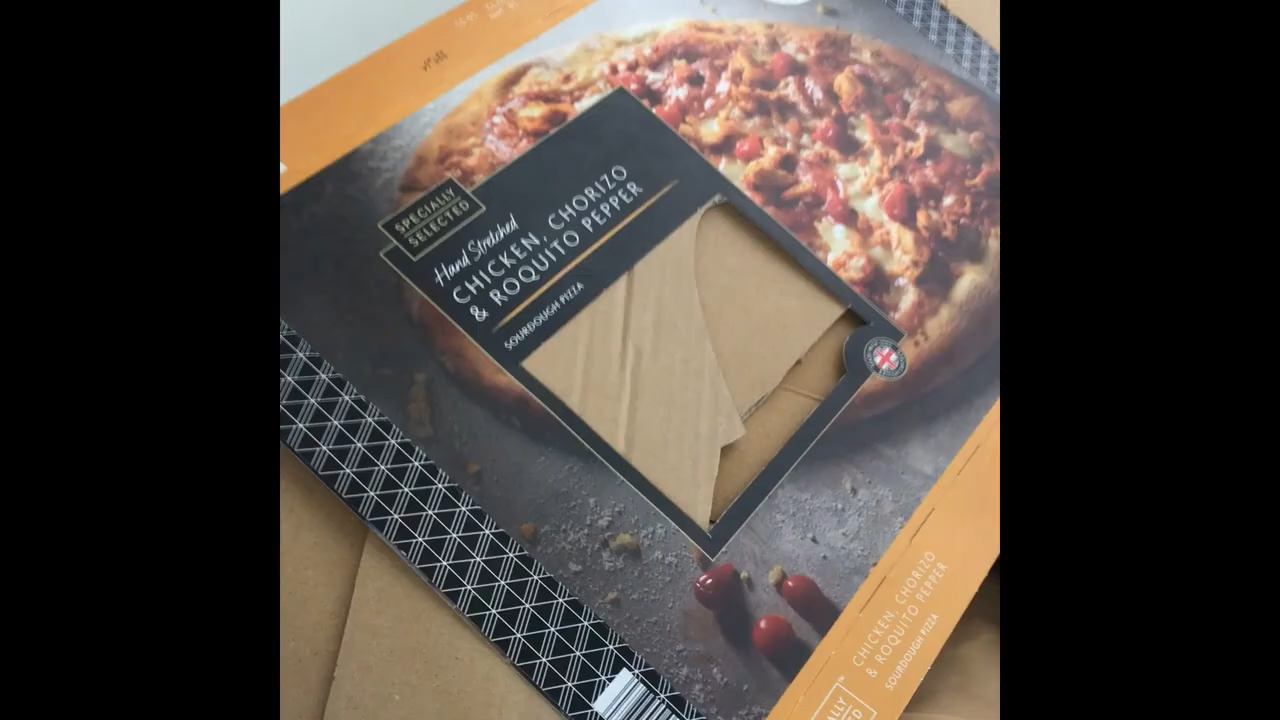 SPECIALLY
SELECTED
Hand Stretched
CHICKEN, CHORIZO
& ROQUITO PEPPER
SOURDOUGH PIZZA
CHICKEN, CHORIZO
& ROQUITO PEPPER
SOURDOUGH PIZZA